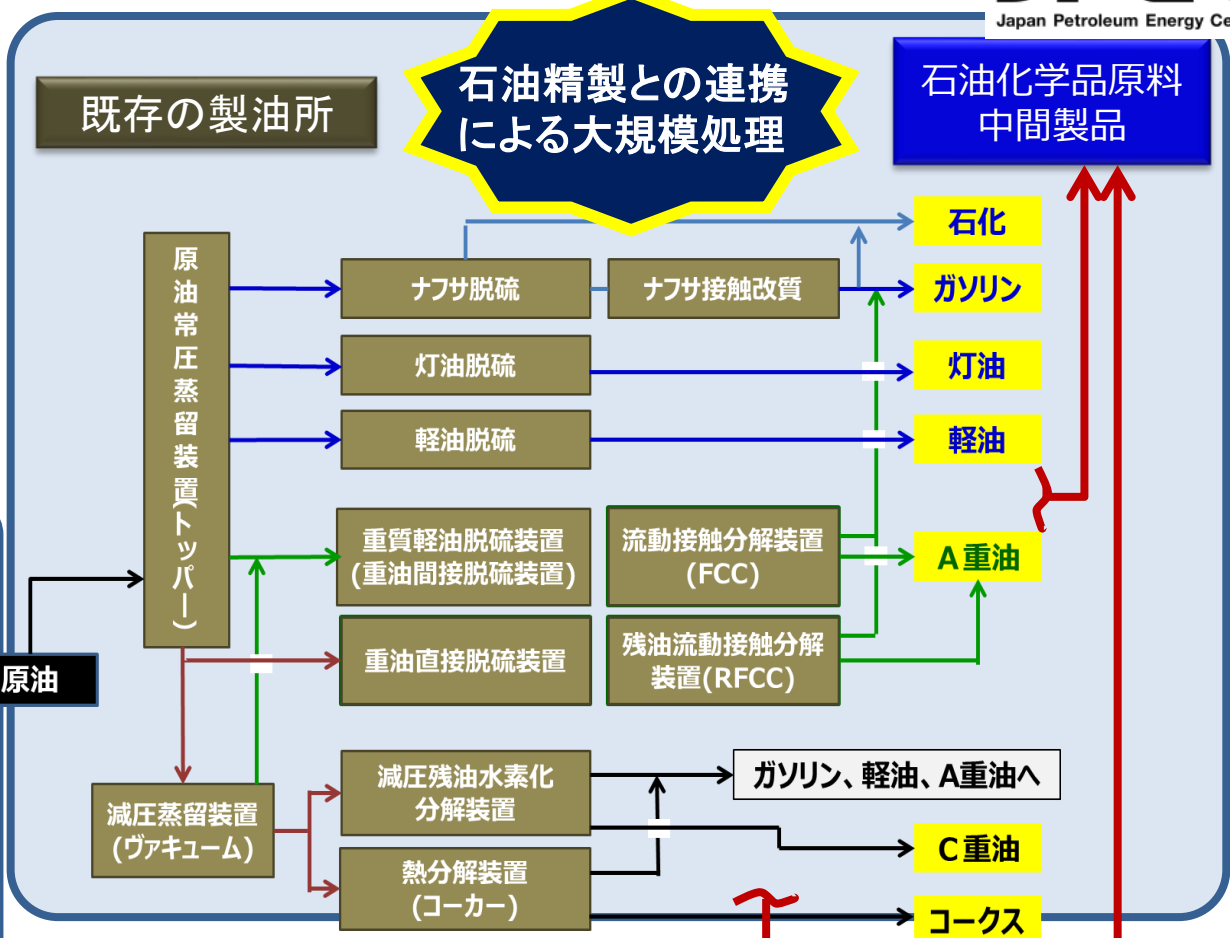 Japan Petroleum Energy Ce
石油精製との連携
による大規模処理
既存の製油所
石油化学品原料
中間製品
石化
原油常圧蒸留装置(トッパー)
ナフサ脱硫
ナフサ接触改質
ガソリン
灯油脱硫
灯油
軽油脱硫
軽油
重質軽油脱硫装置
(重油間接脱硫装置)
流動接触分解装置
(FCC)
A重油
原油
重油直接脱硫装置
残油流動接触分解
装置(RFCC)
減圧蒸留装置
(ヴァキューム)
減圧残油水素化
分解装置
ガソリン、軽油、A重油へ
C重油
熱分解装置
(コーカー)
コークス